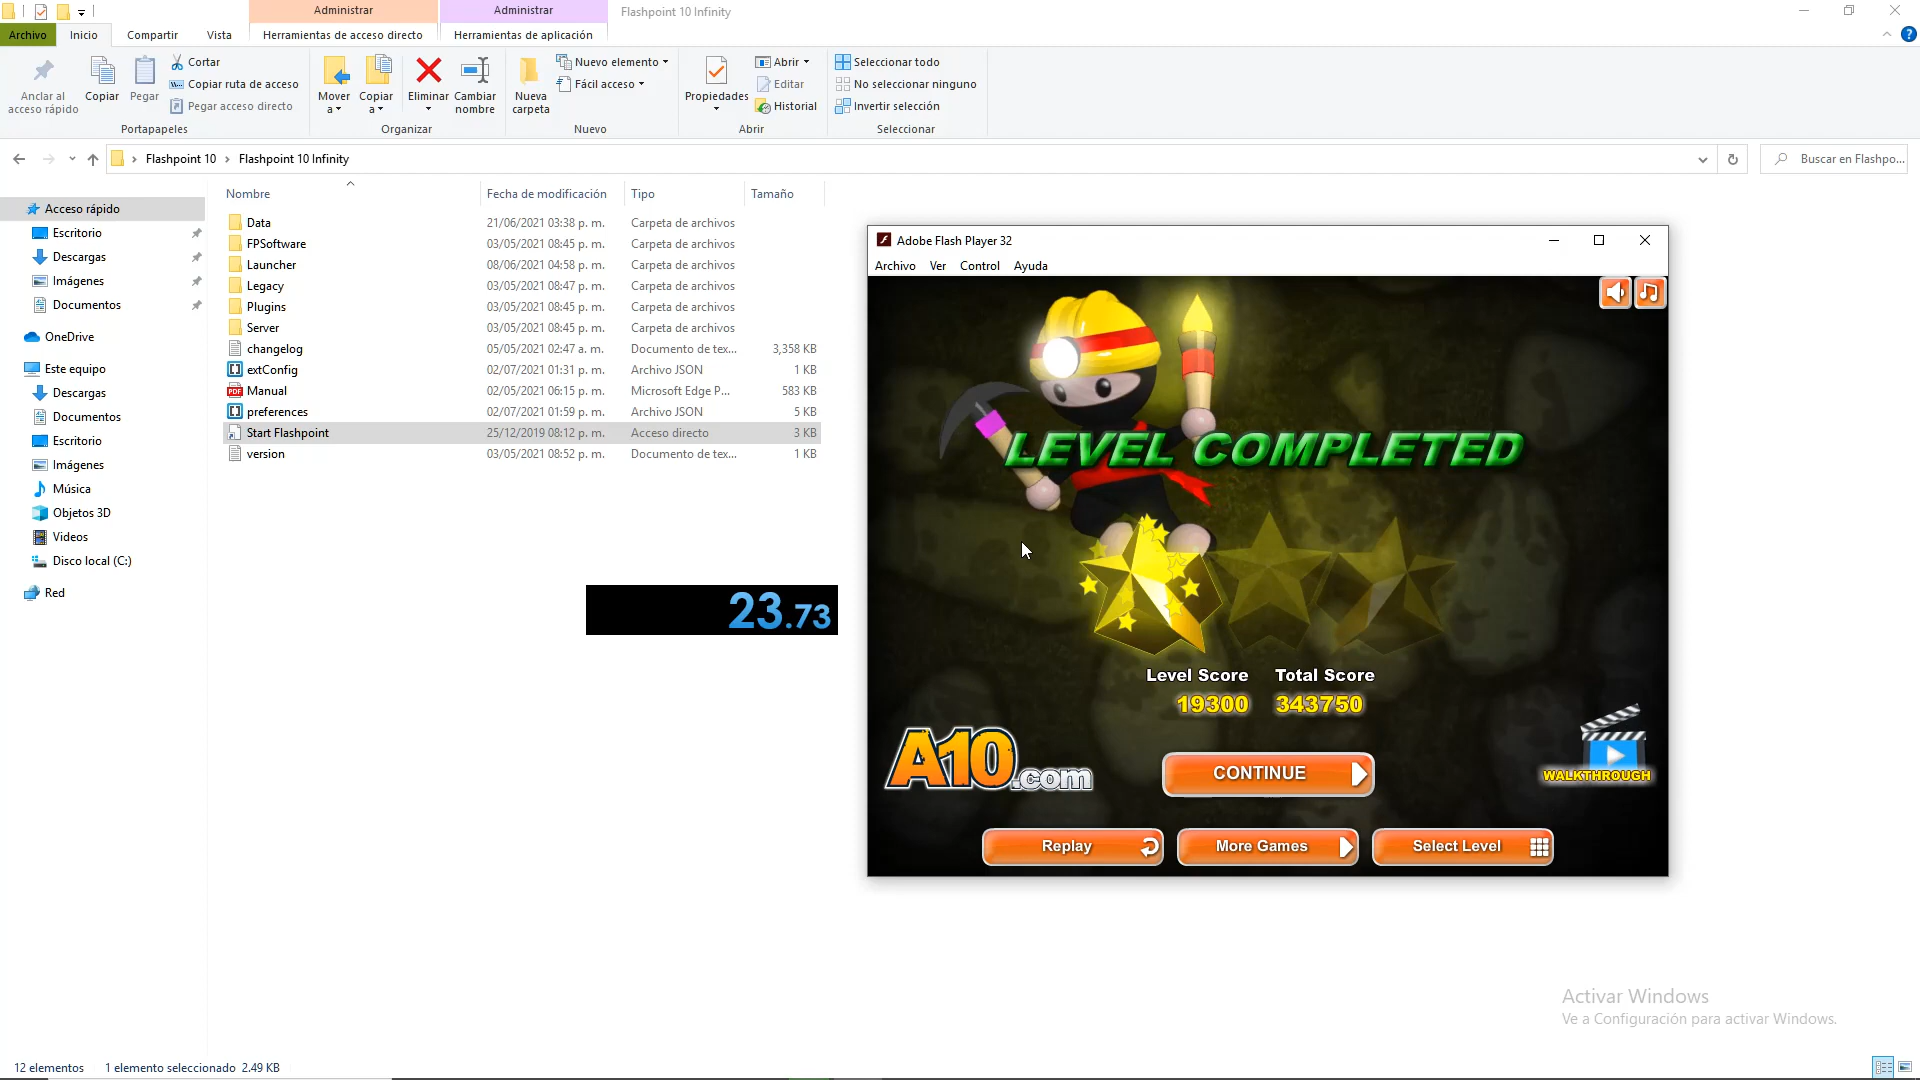 Administrar
Administrar
Flashpoint 10 Infinity
Archivo
Inicio
Compartir
Vista
Herramientas de acceso directo
Herramientas de aplicación
Anclar al
acceso rápido
Copiar
Pegar
Cortar
Copiar ruta de acceso
Pegar acceso directo
Portapapeles
Mover
a
Copiar
a
Eliminar
Cambiar
nombre
Organizar
Nueva
carpeta
Nuevo elemento
Fácil acceso
Nuevo
Propiedades
Abrir
Editar
Historial
Abrir
Seleccionar todo
No seleccionar ninguno
Invertir selección
Seleccionar
Flashpoint 10 › Flashpoint 10 Infinity
Buscar en Flashpo...
Acceso rápido
Escritorio
Descargas
Imágenes
Documentos
OneDrive
Este equipo
Descargas
Documentos
Escritorio
Imágenes
Música
Objetos 3D
Videos
Disco local (C:)
Red
Nombre Fecha de modificación Tipo Tamaño
Data 21/06/2021 03:38 p. m. Carpeta de archivos
FPSoftware 03/05/2021 08:45 p. m. Carpeta de archivos
Launcher 08/06/2021 04:58 p. m. Carpeta de archivos
Legacy 03/05/2021 08:47 p. m. Carpeta de archivos
Plugins 03/05/2021 08:45 p. m. Carpeta de archivos
Server 03/05/2021 08:45 p. m. Carpeta de archivos
changelog 05/05/2021 02:47 a. m. Documento de tex... 3,358 KB
extConfig 02/07/2021 01:31 p. m. Archivo JSON 1 KB
Manual 02/05/2021 06:15 p. m. Microsoft Edge P... 583 KB
preferences 02/07/2021 01:59 p. m. Archivo JSON 5 KB
Start Flashpoint 25/12/2019 08:12 p. m. Acceso directo 3 KB
version 03/05/2021 08:52 p. m. Documento de tex... 1 KB
23.73
Adobe Flash Player 32
Archivo Ver Control Ayuda
LEVEL COMPLETED
Level Score Total Score
19300 343750
A10.com
CONTINUE
WALKTHROUGH
Replay
More Games
Select Level
Activar Windows
Ve a Configuración para activar Windows.
12 elementos 1 elemento seleccionado 2.49 KB